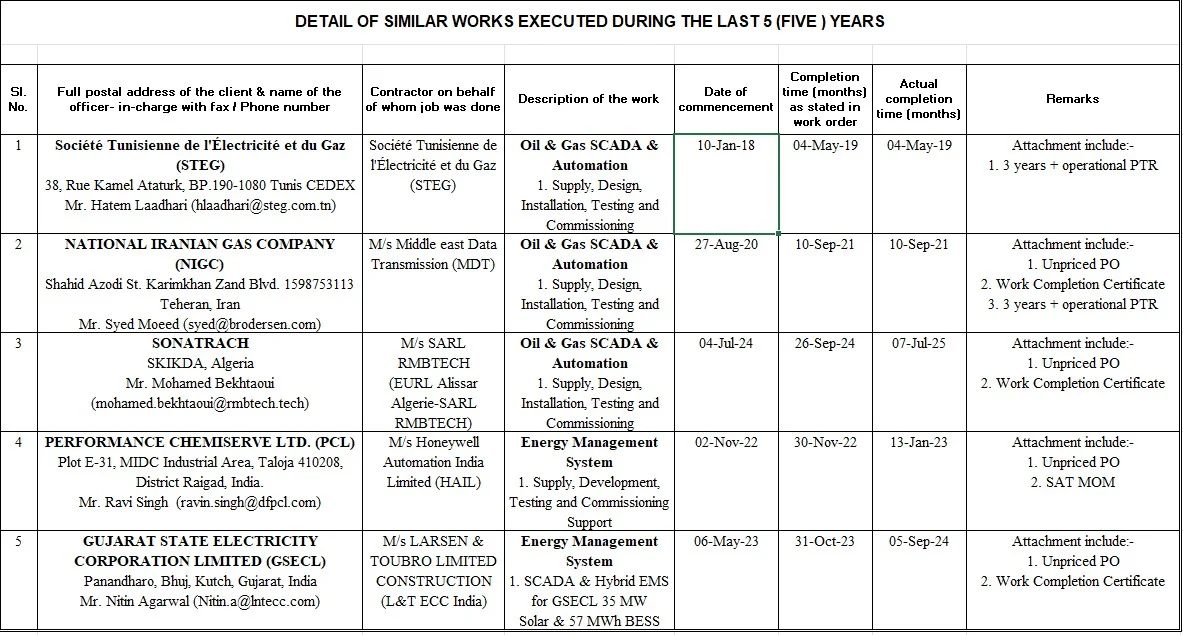 DETAIL OF SIMILAR WORKS EXECUTED DURING THE LAST 5 (FIVE ) YEARS
Sl. No.
Full postal address of the client & name of the officer- in-charge with fax / Phone number
Contractor on behalf of whom job was done
Description of the work
Date of commencement
Completion time (months) as stated in work order
Actual completion time (months)
Remarks
1
Société Tunisienne de l'Électricité et du Gaz
(STEG)
38, Rue Kamel Ataturk, BP.190-1080 Tunis CEDEX
Mr. Hatem Laadhari (hlaadhari@steg.com.tn)
Société Tunisienne de
l'Électricité et du Gaz
(STEG)
Oil & Gas SCADA &
Automation
1. Supply, Design,
Installation, Testing and
Commissioning
10-Jan-18
04-May-19
04-May-19
Attachment include:-
1. 3 years + operational PTR
2
NATIONAL IRANIAN GAS COMPANY
(NIGC)
Shahid Azodi St. Karimkhan Zand Blvd. 1598753113
Teheran, Iran
Mr. Syed Moeed (syed@brodersen.com)
M/s Middle east Data
Transmission (MDT)
Oil & Gas SCADA &
Automation
1. Supply, Design,
Installation, Testing and
Commissioning
27-Aug-20
10-Sep-21
10-Sep-21
Attachment include:-
1. Unpriced PO
2. Work Completion Certificate
3. 3 years + operational PTR
3
SONATRACH
SKIKDA, Algeria
Mr. Mohamed Bekhtaoui
(mohamed.bekhtaoui@rmbtech.tech)
M/s SARL
RMBTECH
(EURL Alissar
Algerie-SARL
RMBTECH)
Oil & Gas SCADA &
Automation
1. Supply, Design,
Installation, Testing and
Commissioning
04-Jul-24
26-Sep-24
07-Jul-25
Attachment include:-
1. Unpriced PO
2. Work Completion Certificate
4
PERFORMANCE CHEMISERVE LTD. (PCL)
Plot E-31, MIDC Industrial Area, Taloja 410208,
District Raigad, India.
Mr. Ravi Singh (ravin.singh@dfpcl.com)
M/s Honeywell
Automation India
Limited (HAIL)
Energy Management
System
1. Supply, Development,
Testing and Commissioning
Support
02-Nov-22
30-Nov-22
13-Jan-23
Attachment include:-
1. Unpriced PO
2. SAT MOM
5
GUJARAT STATE ELECTRICITY
CORPORATION LIMITED (GSECL)
Panandharo, Bhuj, Kutch, Gujarat, India
Mr. Nitin Agarwal (Nitin.a@lntecc.com)
M/s LARSEN &
TOUBRO LIMITED
CONSTRUCTION
(L&T ECC India)
Energy Management
System
1. SCADA & Hybrid EMS
for GSECL 35 MW
Solar & 57 MWh BESS
06-May-23
31-Oct-23
05-Sep-24
Attachment include:-
1. Unpriced PO
2. Work Completion Certificate